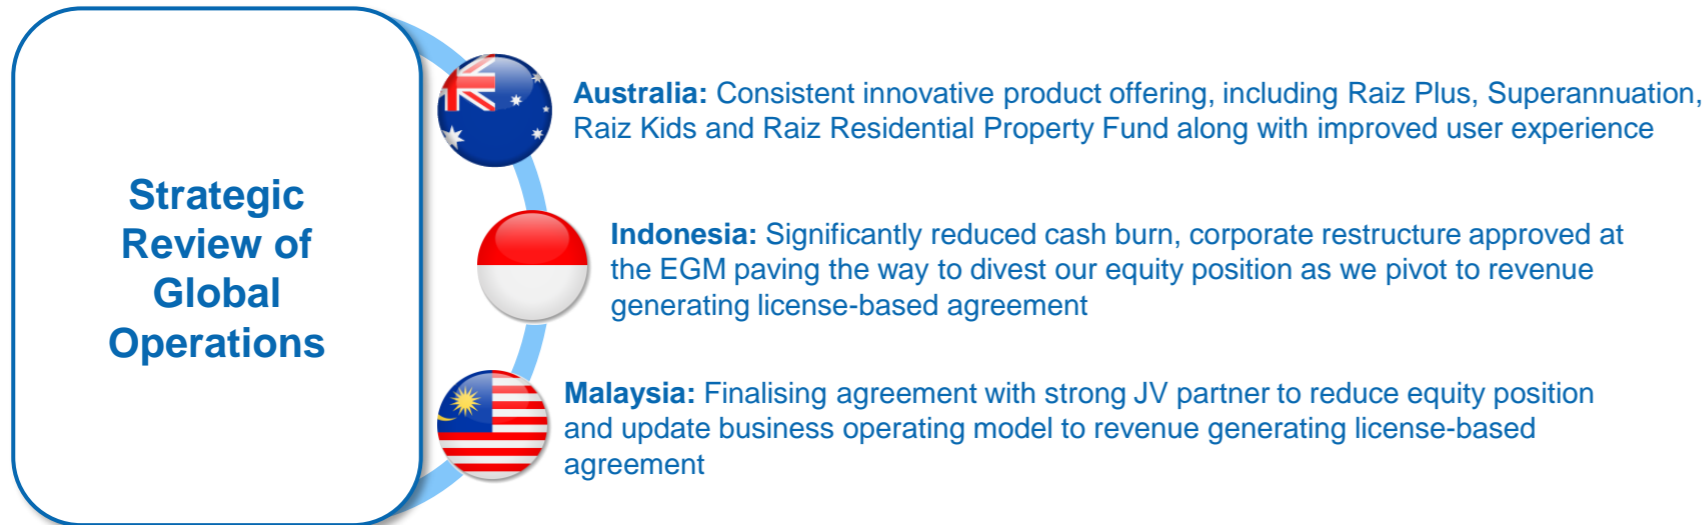 Strategic
Review of
Global
Operations
Australia: Consistent innovative product offering, including Raiz Plus, Superannuation,
Raiz Kids and Raiz Residential Property Fund along with improved user experience
Indonesia: Significantly reduced cash burn, corporate restructure approved at
the EGM paving the way to divest our equity position as we pivot to revenue
generating license-based agreement
Malaysia: Finalising agreement with strong JV partner to reduce equity position
and update business operating model to revenue generating license-based
agreement